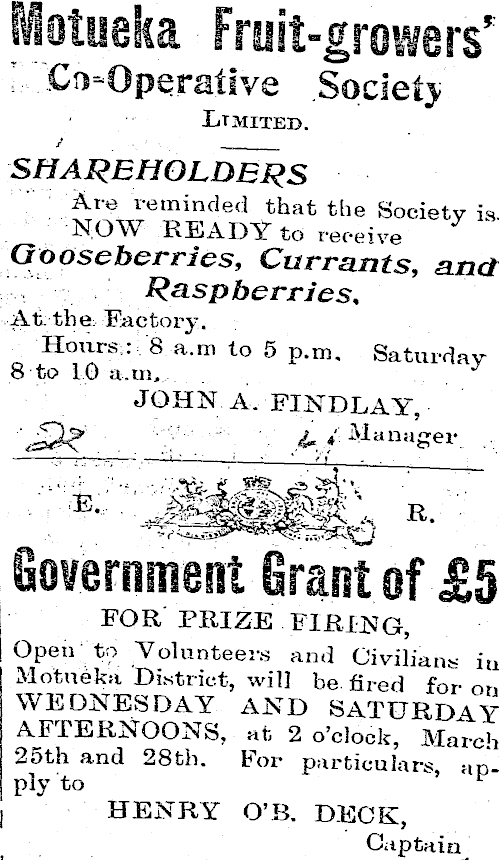 Motueka Fruit-growers'
Co-Operative Society
LIMITED.
SHAREHOLDERS
Are reminded that the Society is
NOW READY to receive
Gooseberries, Currants, and
Raspberries.
At the Factory.
Hours: 8 a.m to 5 p.m. Saturday
8 to 10 a.m.
JOHN A. FINDLAY,
Manager
E. R.
Government Grant of £5
FOR PRIZE FIRING,
Open to Volunteers and Civilians in
Motueka District, will be fired for on
WEDNESDAY AND SATURDAY
AFTERNOONS, at 2 o'clock, March
25th and 28th. For particulars, ap-
ply to
HENRY O'B. DECK,
Captain